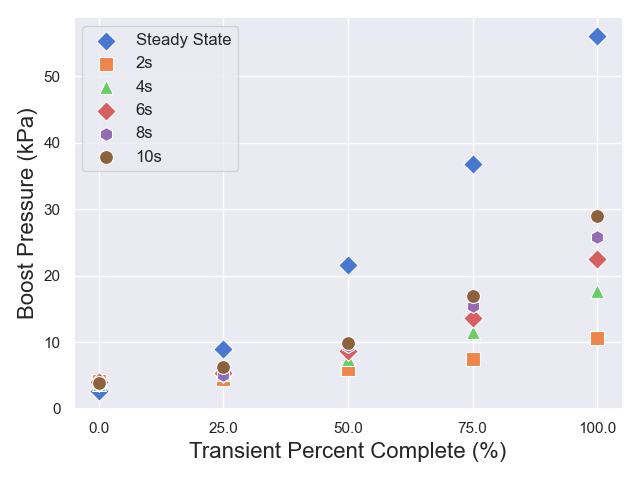 Steady State
2s
4s
6s
8s
10s
Boost Pressure (kPa)
50
40
30
20
10
0
0.0 25.0 50.0 75.0 100.0
Transient Percent Complete (%)